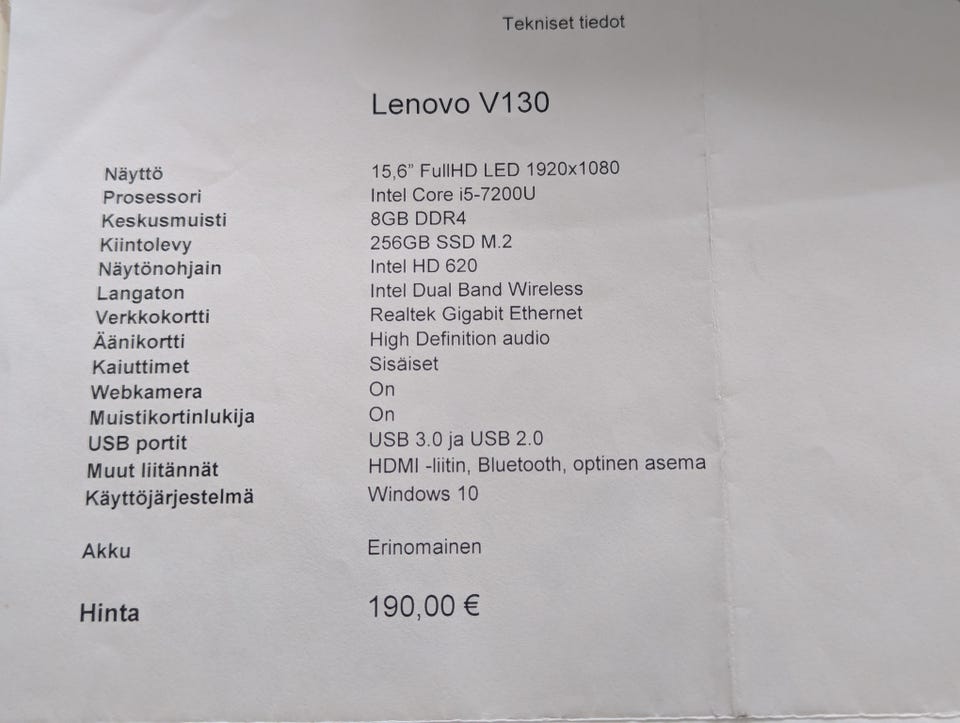 Tekniset tiedot
Lenovo V130
Näyttö 15,6” FullHD LED 1920x1080
Prosessori Intel Core i5-7200U
Keskusmuisti 8GB DDR4
Kiintolevy 256GB SSD M.2
Näytönohjain Intel HD 620
Langaton Intel Dual Band Wireless
Verkkokortti Realtek Gigabit Ethernet
Äänikortti High Definition audio
Kaiuttimet Sisäiset
Webkamera On
Muistikortinlukija On
USB portit USB 3.0 ja USB 2.0
Muut liitännät HDMI -liitin, Bluetooth, optinen asema
Käyttöjärjestelmä Windows 10
Akku Erinomainen
Hinta 190,00 €